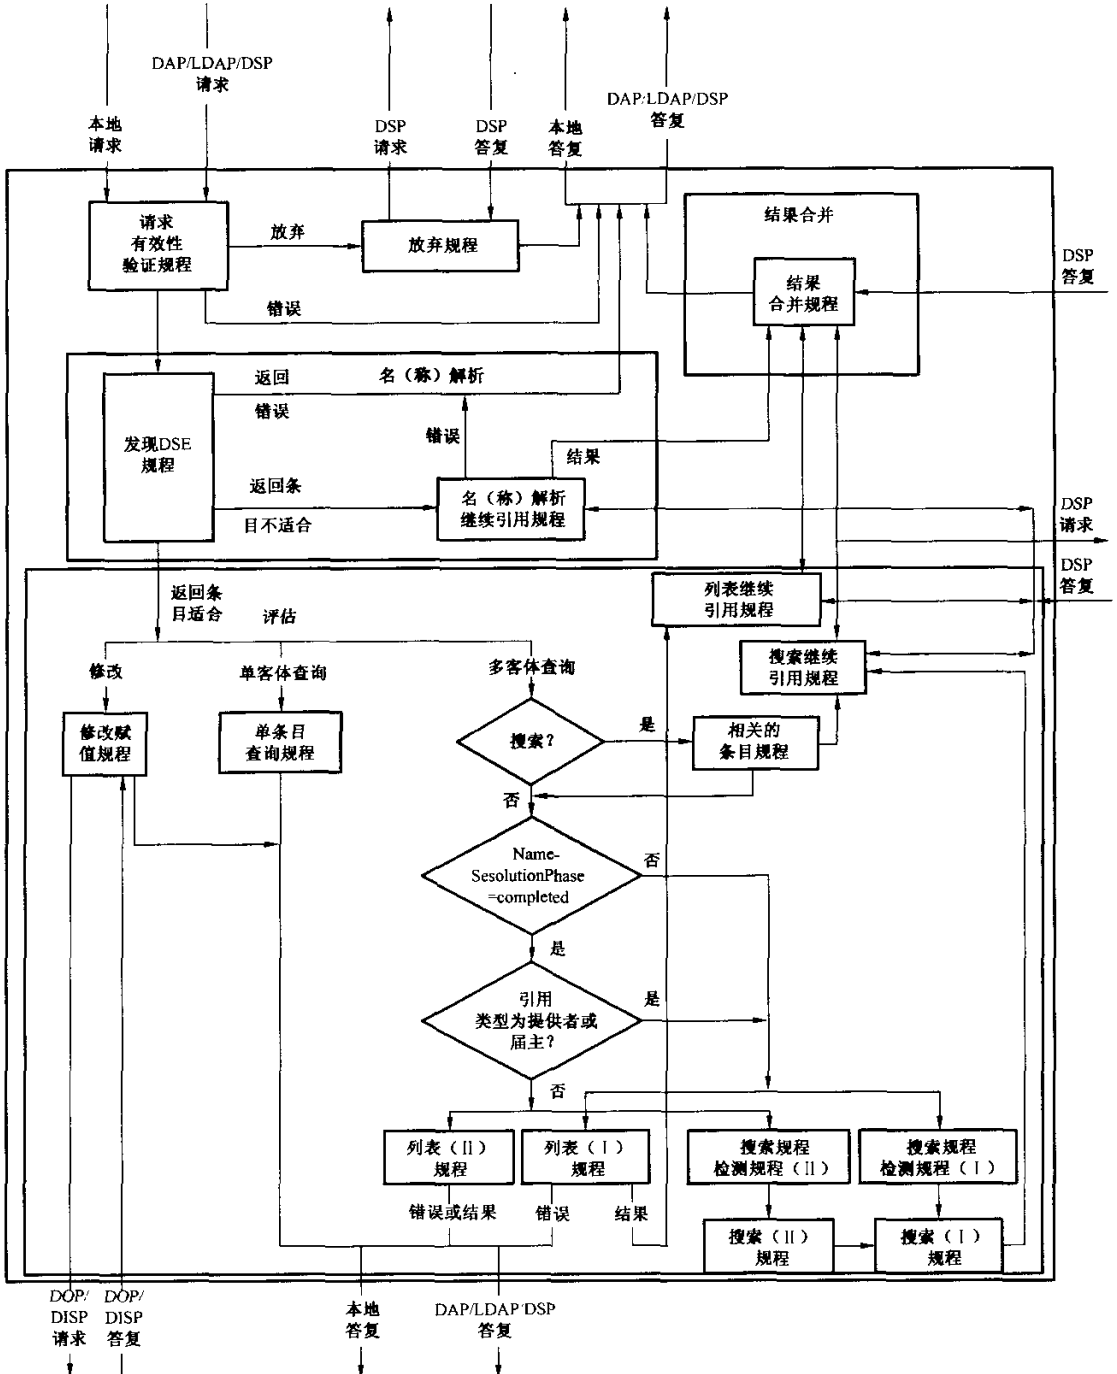 DAP/LDAP/DSP
请求
本地
请求
DSP
请求
DSP
答复
本地
答复
DAP/LDAP/DSP
答复
请求
有效性
验证规程
放弃
放弃规程
错误
结果合并
结果
合并规程
DSP
答复
名（称）解析
发现DSE
规程
返回
错误
错误
结果
返回条
目不适合
名（称）解析
继续引用规程
DSP
请求
DSP
答复
返回条
目适合
评估
列表继续
引用规程
搜索继续
引用规程
修改
单客体查询
多客体查询
修改赋
值规程
单条目
查询规程
搜索？
是
相关的
条目规程
否
Name-
SesolutionPhase
=completed
否
是
引用
类型为提供者或
届主？
是
否
列表（Ⅱ）
规程
列表（Ⅰ）
规程
搜索规程
检测规程（Ⅱ）
搜索规程
检测规程（Ⅰ）
错误或结果
错误
结果
搜索（Ⅱ）
规程
搜索（Ⅰ）
规程
DOP/
DISP
请求
DOP/
DISP
答复
本地
答复
DAP/LDAP/DSP
答复